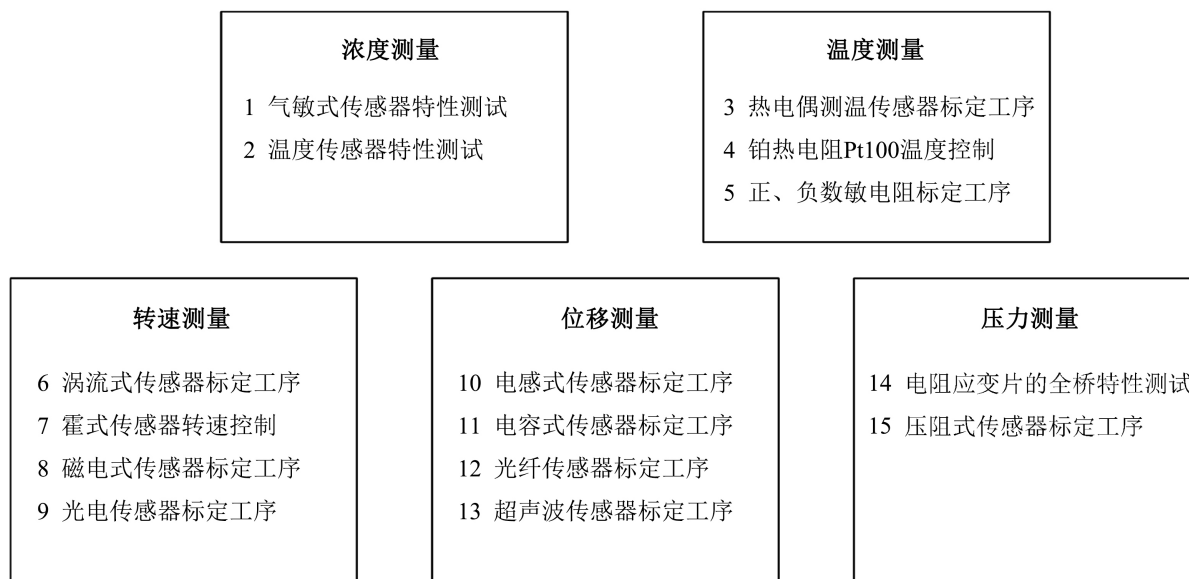 浓度测量
1 气敏式传感器特性测试
2 温度传感器特性测试
温度测量
3 热电偶测温传感器标定工序
4 铂热电阻Pt100温度控制
5 正、负数敏电阻标定工序
转速测量
6 涡流式传感器标定工序
7 霍式传感器转速控制
8 磁电式传感器标定工序
9 光电传感器标定工序
位移测量
10 电感式传感器标定工序
11 电容式传感器标定工序
12 光纤传感器标定工序
13 超声波传感器标定工序
压力测量
14 电阻应变片的全桥特性测试
15 压阻式传感器标定工序